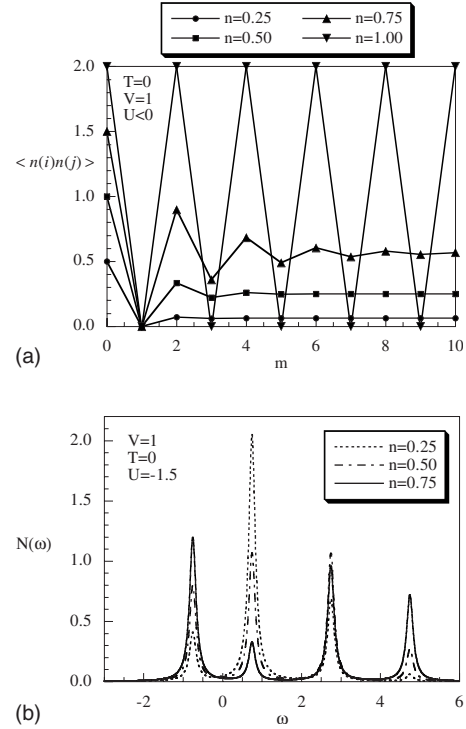 n=0.25 n=0.75
n=0.50 n=1.00
2.0
T=0
V=1
U<0
1.5
< n(i)n(j) >
1.0
0.5
0.0
0 2 4 6 8 10
(a)
m
V=1
T=0
U=-1.5
n=0.25
n=0.50
n=0.75
2.0
1.5
N(ω)
1.0
0.5
0.0
-2 0 2 4 6
(b)
ω